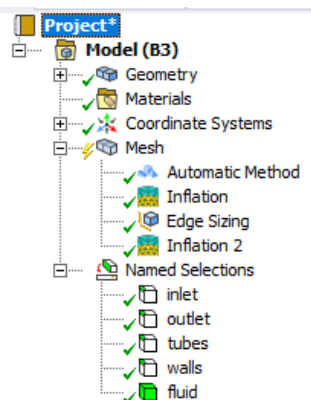 Project*
Model (B3)
Geometry
Materials
Coordinate Systems
Mesh
Automatic Method
Inflation
Edge Sizing
Inflation 2
Named Selections
inlet
outlet
tubes
walls
fluid